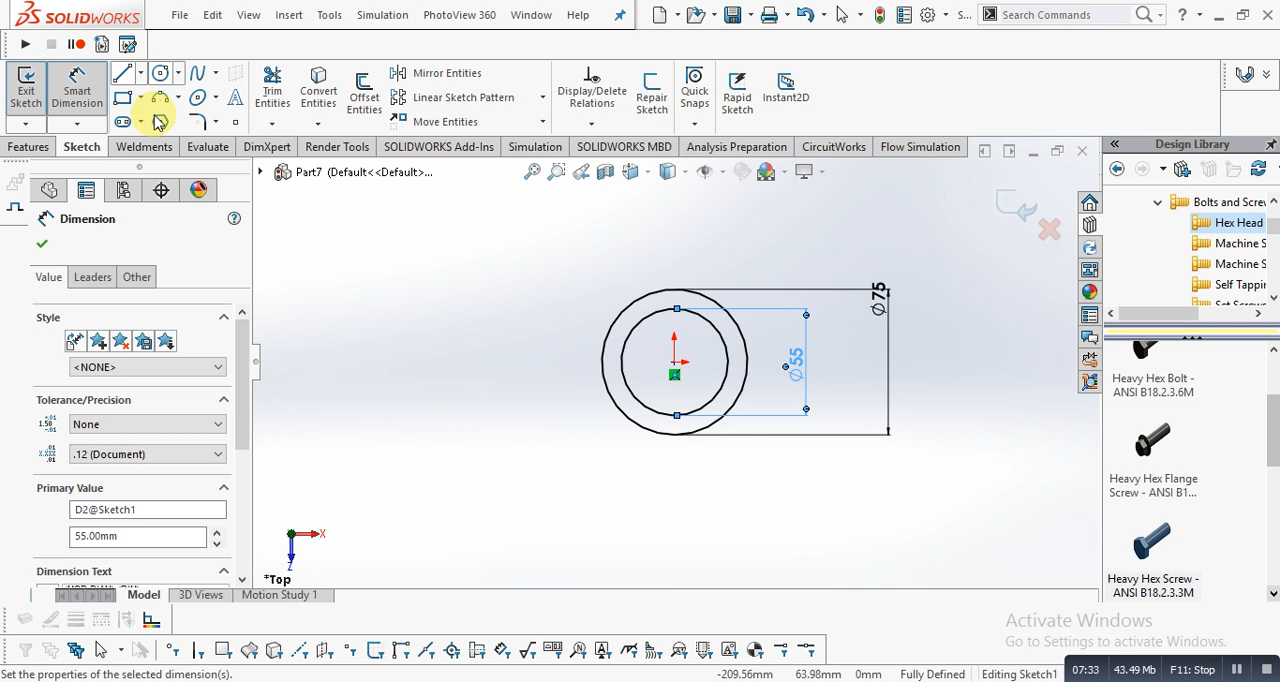 SOLIDWORKS
File
Edit
View
Insert
Tools
Simulation
PhotoView 360
Window
Help
S...
Search Commands
Exit
Sketch
Smart
Dimension
Trim
Entities
Convert
Entities
Offset
Entities
Mirror Entities
Linear Sketch Pattern
Move Entities
Display/Delete
Relations
Repair
Sketch
Quick
Snaps
Rapid
Sketch
Instant2D
Features
Sketch
Weldments
Evaluate
DimXpert
Render Tools
SOLIDWORKS Add-Ins
Simulation
SOLIDWORKS MBD
Analysis Preparation
CircuitWorks
Flow Simulation
Design Library
Part7 (Default<<Default>...
Dimension
Value
Leaders
Other
Style
<NONE>
Tolerance/Precision
None
.12 (Document)
Primary Value
D2@Sketch1
55.00mm
Dimension Text
∅75
∅55
X
Z
*Top
Bolts and Screw
Hex Head
Machine S
Machine S
Self Tappir
Heavy Hex Bolt -
ANSI B18.2.3.6M
Heavy Hex Flange
Screw - ANSI B1...
Heavy Hex Screw -
ANSI B18.2.3.3M
Model
3D Views
Motion Study 1
Activate Windows
Go to Settings to activate Windows.
Set the properties of the selected dimension(s).
-209.56mm
63.98mm
0mm
Fully Defined
Editing Sketch1
07:33
43.49 Mb
F11: Stop